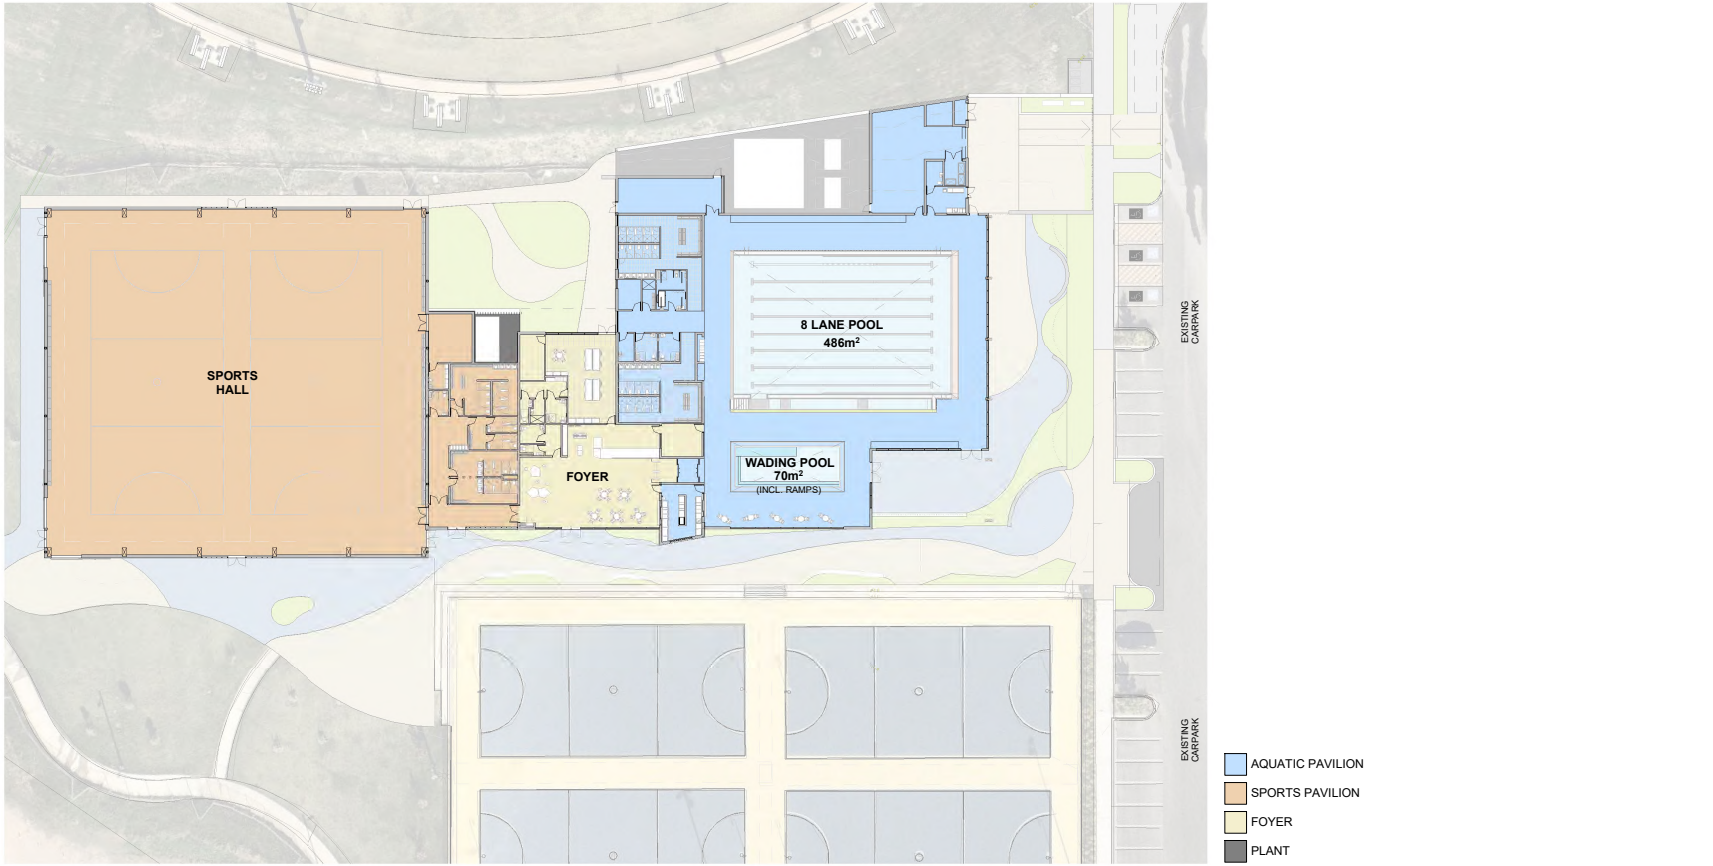 8 LANE POOL
486m²
EXISTING
CARPARK
SPORTS
HALL
WADING POOL
70m²
(INCL. RAMPS)
FOYER
EXISTING
CARPARK
AQUATIC PAVILION
SPORTS PAVILION
FOYER
PLANT